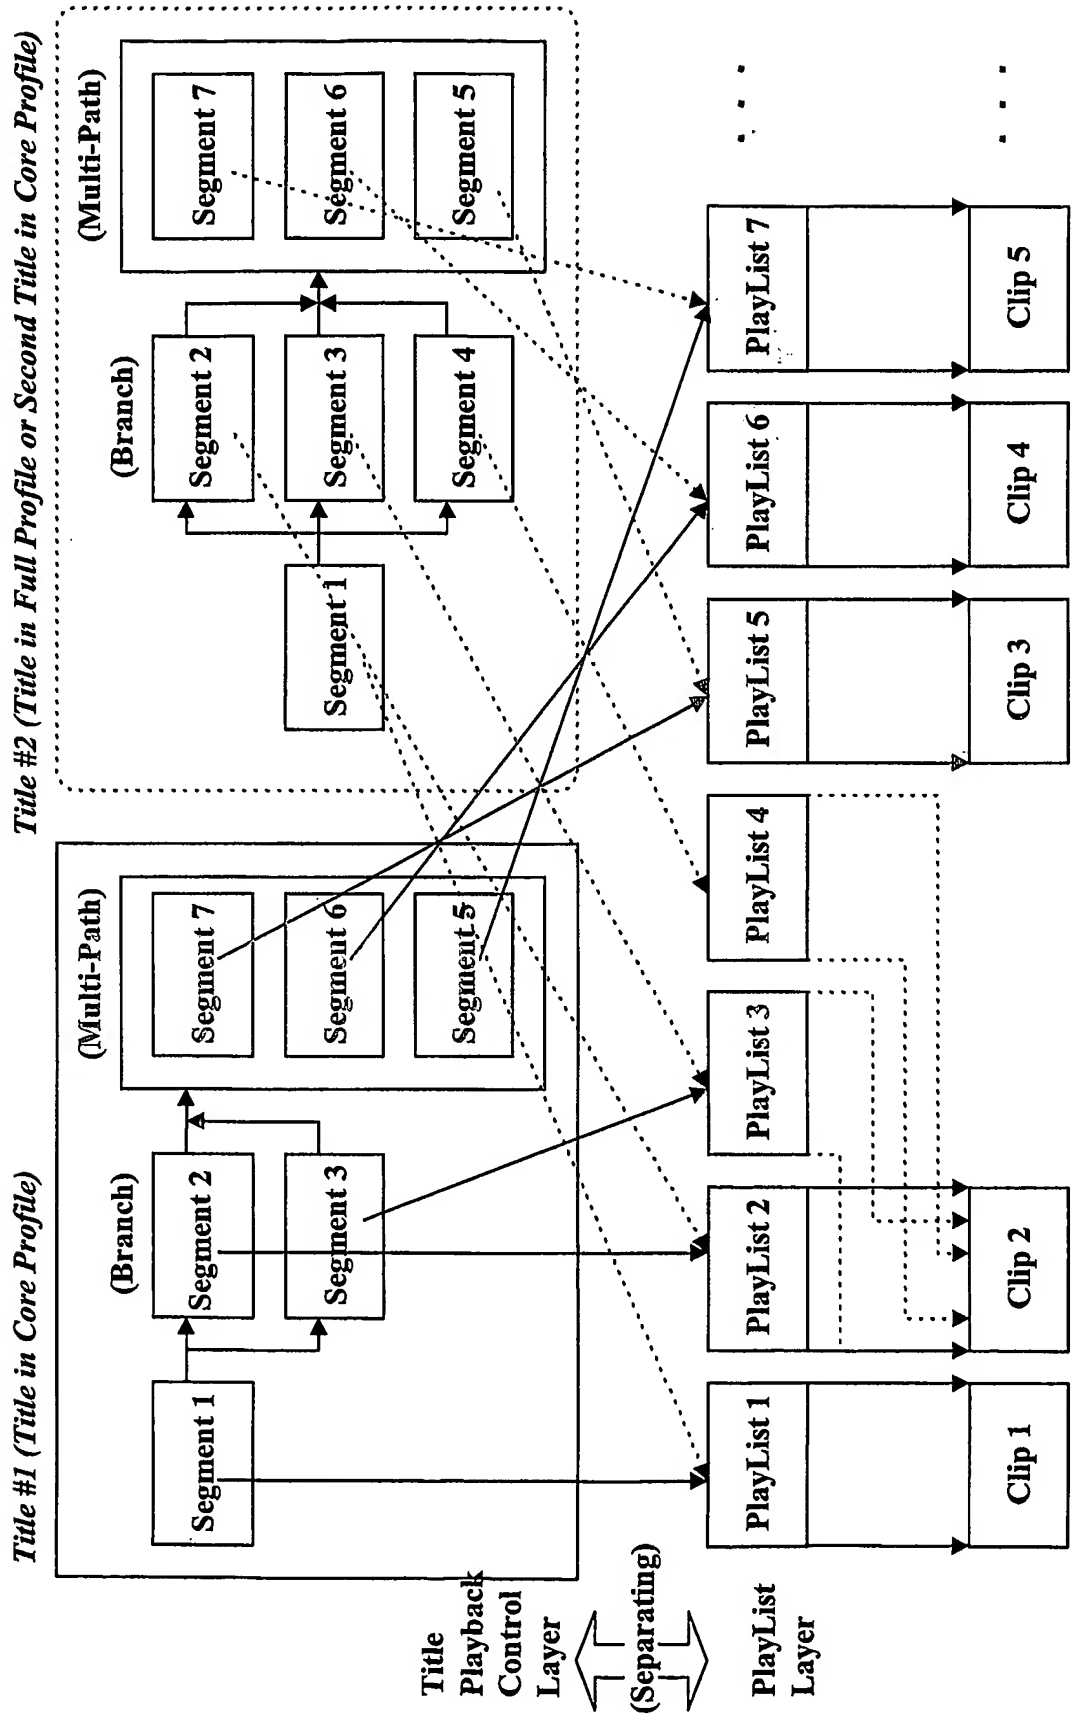 Title #1 (Title in Core Profile)
Title #2 (Title in Full Profile or Second Title in Core Profile)
(Branch)
(Multi-Path)
(Branch)
(Multi-Path)
Segment 1
Segment 2
Segment 3
Segment 7
Segment 6
Segment 5
Segment 1
Segment 2
Segment 3
Segment 4
Segment 7
Segment 6
Segment 5
Title
Playback
Control
Layer
(Separating)
PlayList
Layer
PlayList 1
PlayList 2
PlayList 3
PlayList 4
PlayList 5
PlayList 6
PlayList 7
Clip 1
Clip 2
Clip 3
Clip 4
Clip 5